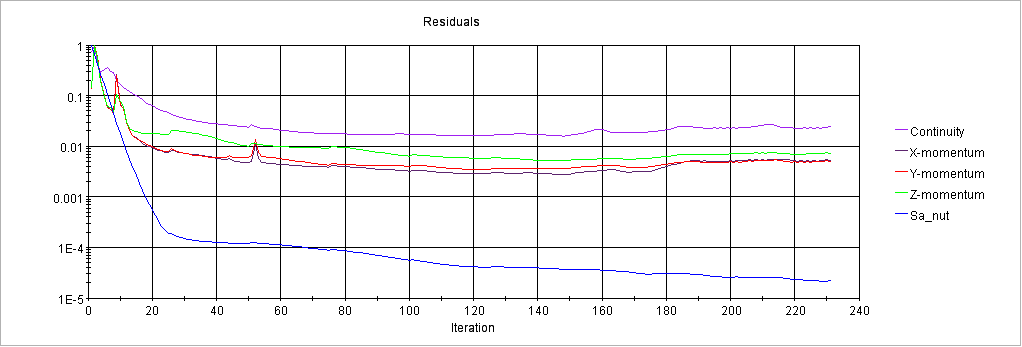 Residuals
1
0.1
0.01
0.001
1E-4
1E-5
0 20 40 60 80 100 120 140 160 180 200 220 240
Iteration
Continuity
X-momentum
Y-momentum
Z-momentum
Sa_nut